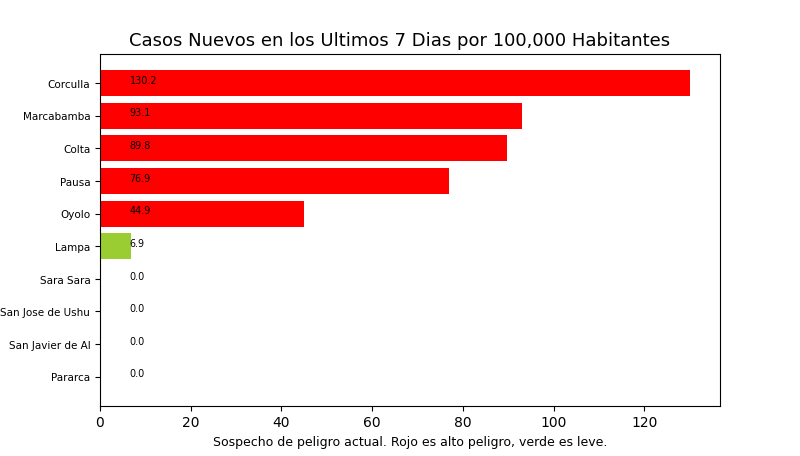 Casos Nuevos en los Ultimos 7 Dias por 100,000 Habitantes
Corculla 130.2
Marcabamba 93.1
Colta 89.8
Pausa 76.9
Oyolo 44.9
Lampa 6.9
Sara Sara 0.0
San Jose de Ushu 0.0
San Javier de Al 0.0
Pararca 0.0
0 20 40 60 80 100 120
Sospecho de peligro actual. Rojo es alto peligro, verde es leve.